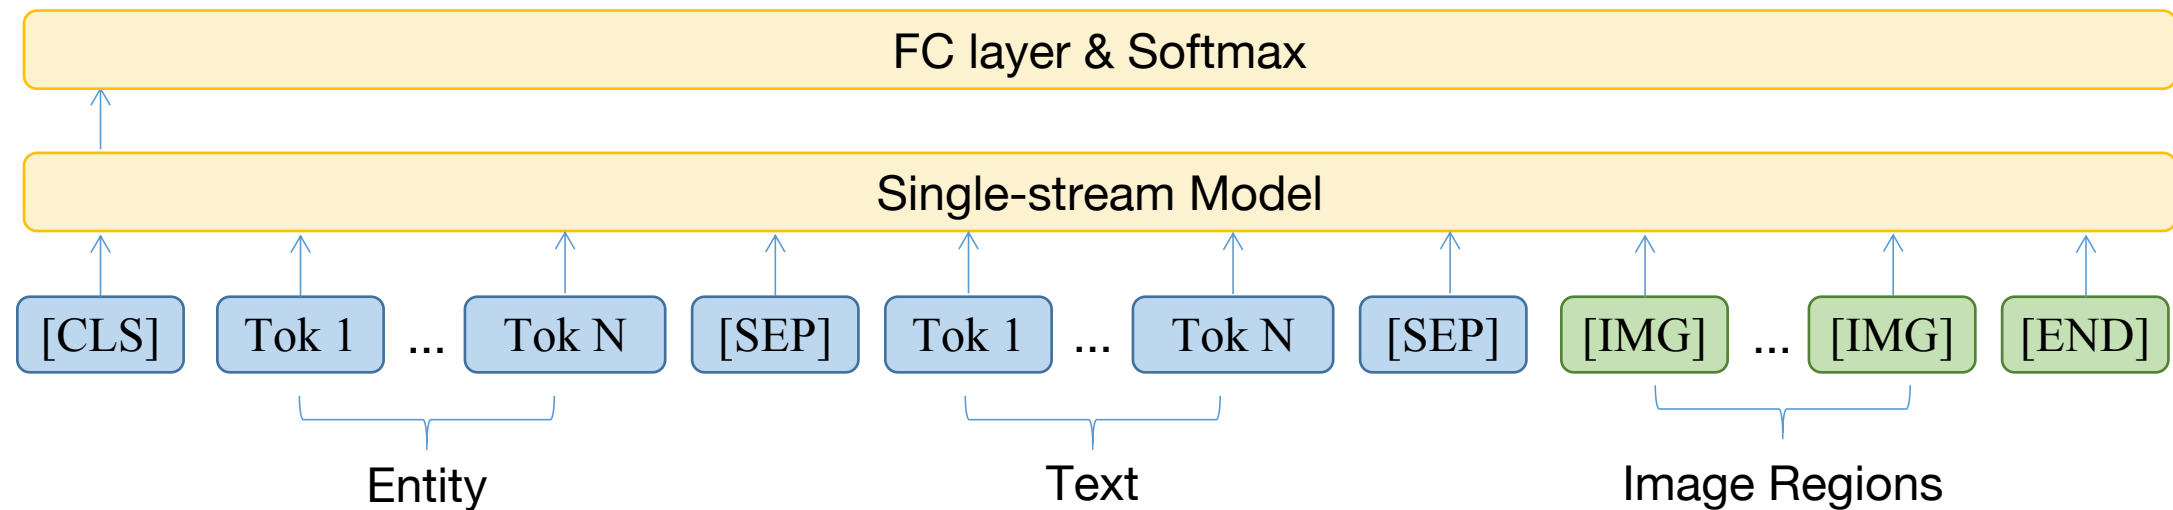 FC layer & Softmax
Single-stream Model
[CLS] Tok 1 ... Tok N [SEP] Tok 1 ... Tok N [SEP] [IMG] ... [IMG] [END]
Entity Text Image Regions